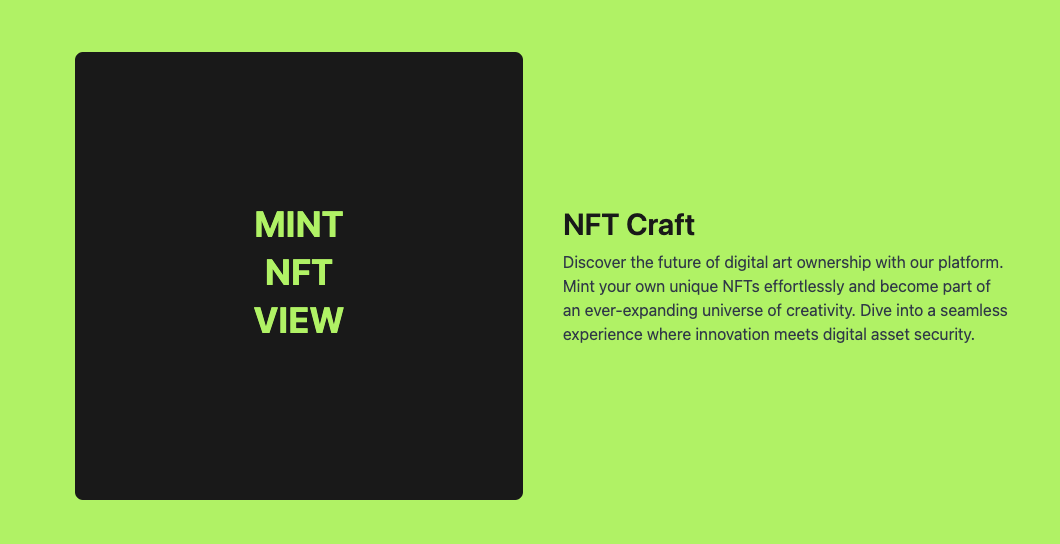 MINT
NFT
VIEW
NFT Craft
Discover the future of digital art ownership with our platform.
Mint your own unique NFTs effortlessly and become part of
an ever-expanding universe of creativity. Dive into a seamless
experience where innovation meets digital asset security.